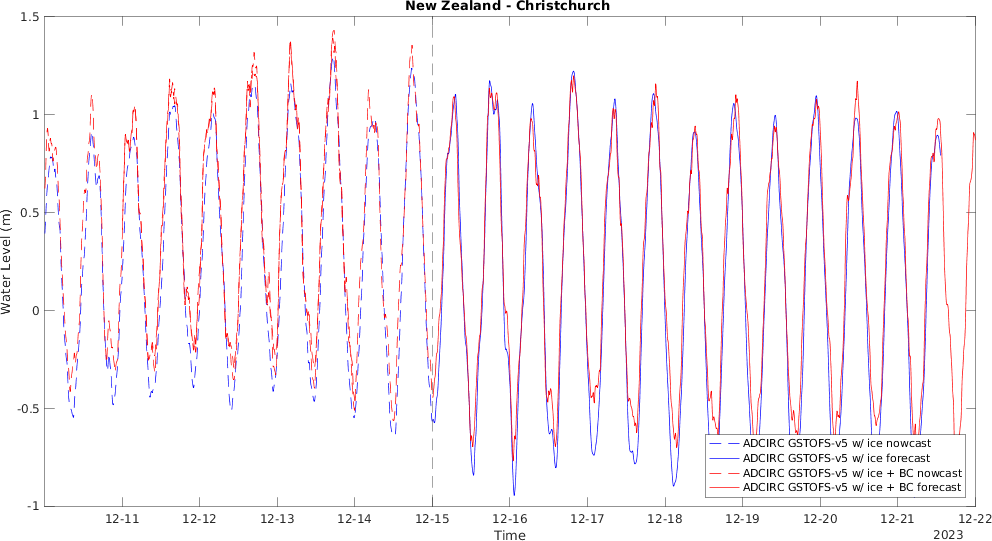 New Zealand - Christchurch
1.5
1
0.5
0
-0.5
-1
Water Level (m)
12-11
12-12
12-13
12-14
12-15
12-16
12-17
12-18
12-19
12-20
12-21
12-22
Time
2023
ADCIRC GSTOFS-v5 w/ ice nowcast
ADCIRC GSTOFS-v5 w/ ice forecast
ADCIRC GSTOFS-v5 w/ ice + BC nowcast
ADCIRC GSTOFS-v5 w/ ice + BC forecast